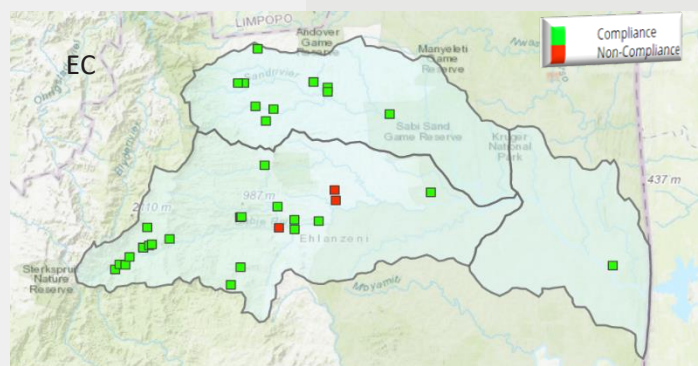 LIMPOPO
Andover
Game
Reserve
Manyeleti
Game
Reserve
EC
Compliance
Non-Compliance
Sandrivier
Sabi Sand
Game Reserve
Kruger
National
Park
437 m
987 m
2110 m
Ehlanzeni
Sterkspruit
Nature
Reserve